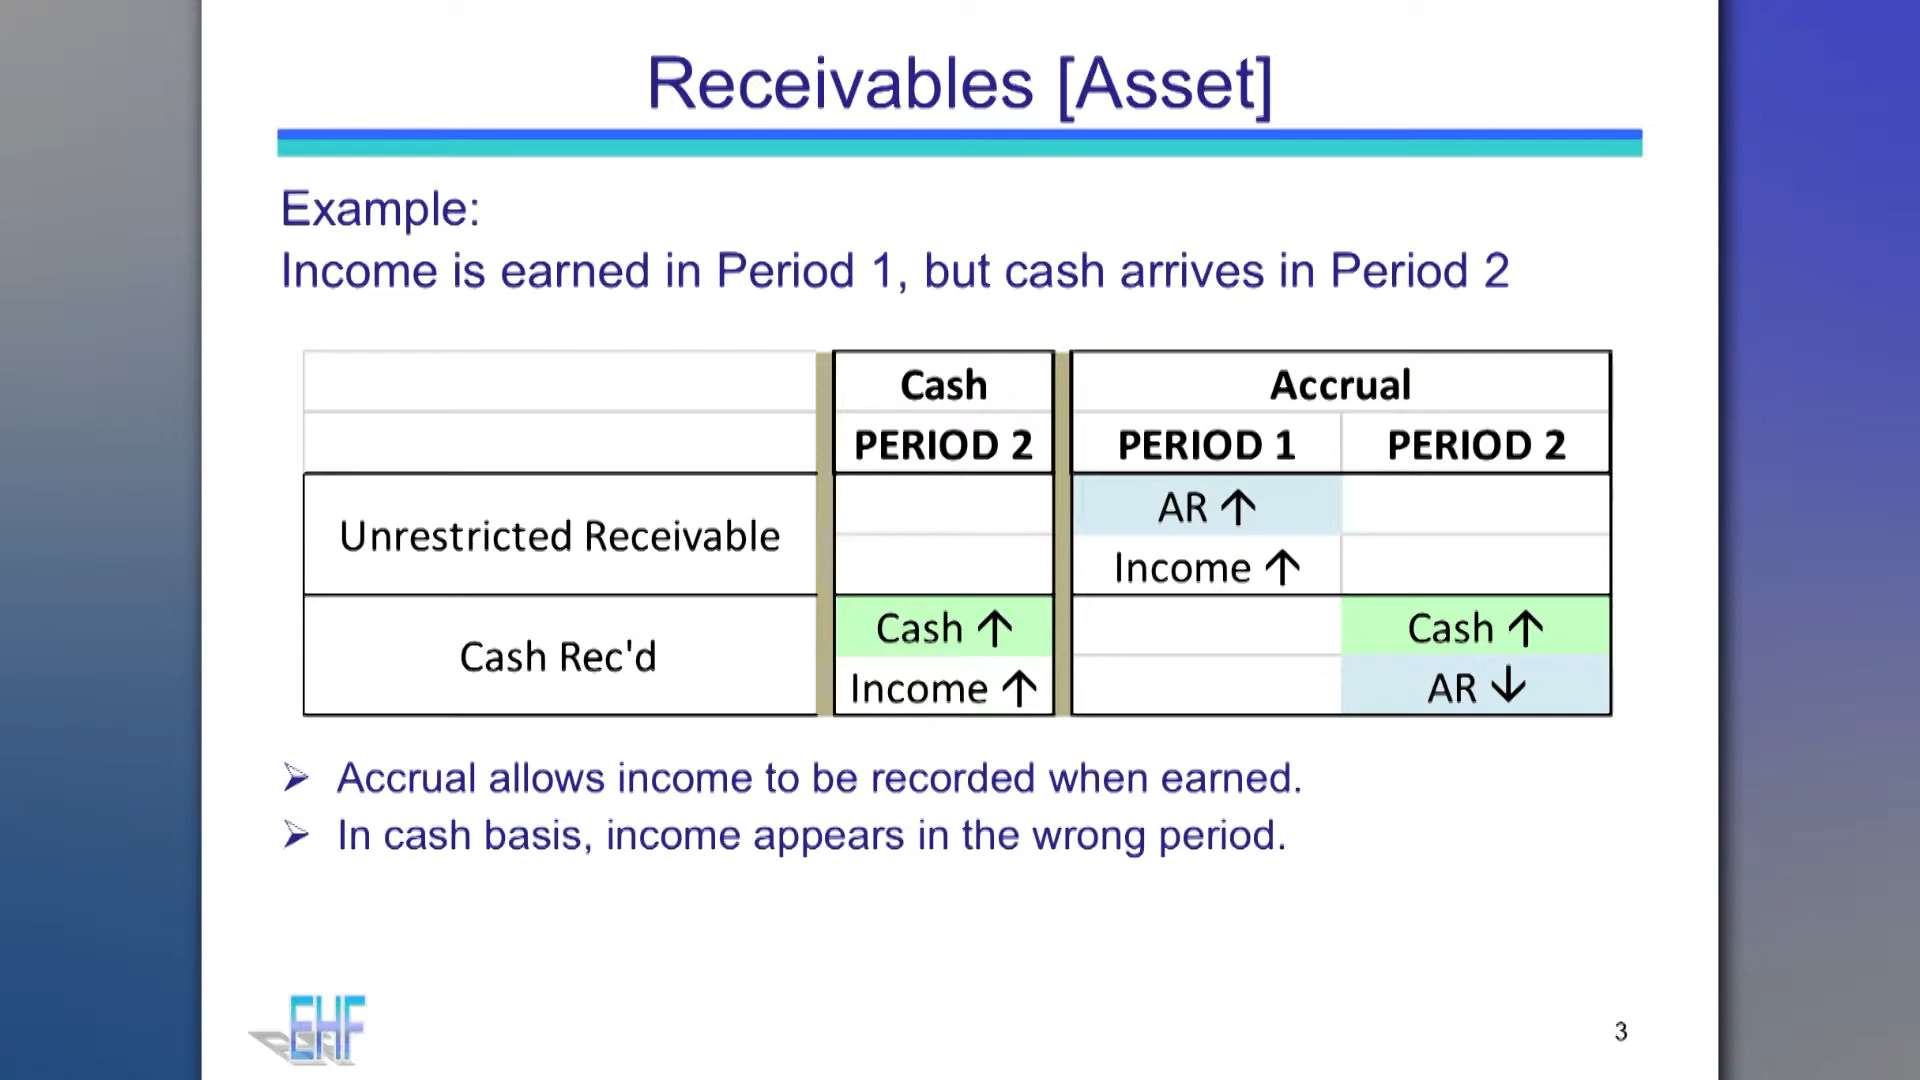 Receivables [Asset]
Example:
Income is earned in Period 1, but cash arrives in Period 2
Cash Accrual
PERIOD 2 PERIOD 1 PERIOD 2
Unrestricted Receivable
AR ↑
Income ↑
Cash Rec'd
Cash ↑ Cash ↑
Income ↑ AR ↓
➢ Accrual allows income to be recorded when earned.
➢ In cash basis, income appears in the wrong period.
EHF
3